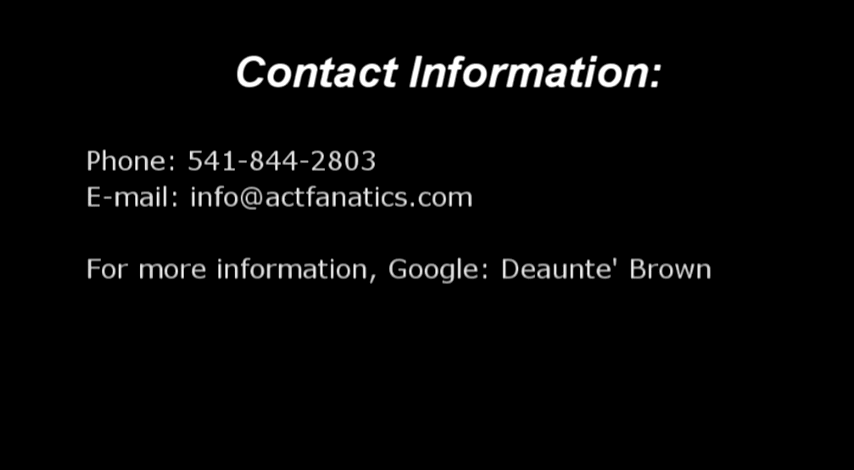 Contact Information:
Phone: 541-844-2803
E-mail: info@actfanatics.com
For more information, Google: Deaunte' Brown